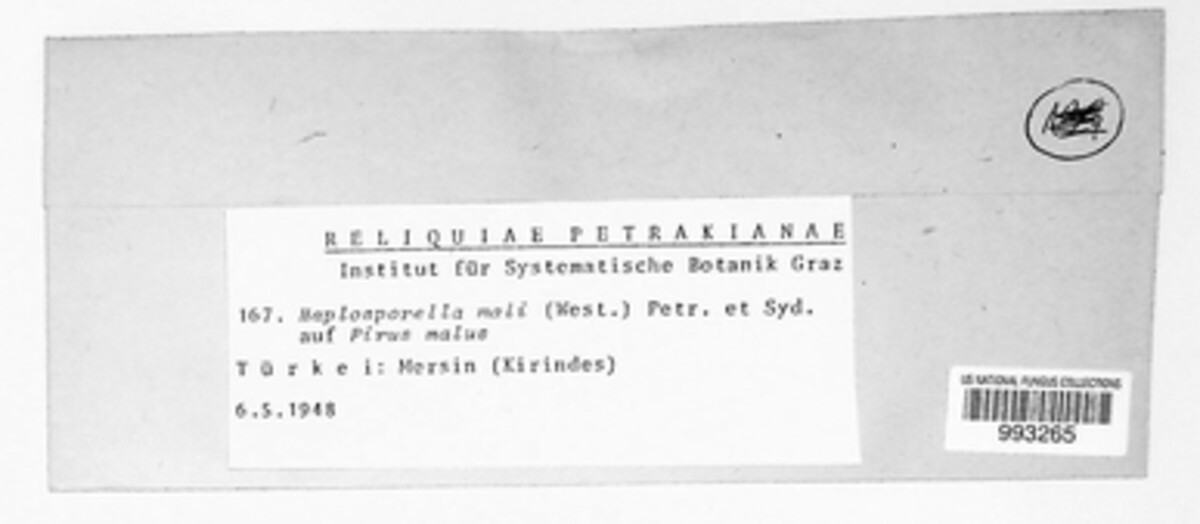 RELIQUIAE PETRAKIANAE
Institut für Systematische Botanik Graz
167. Haplosporella mali (West.) Petr. et Syd.
auf Pirus malus
Türkei: Mersin (Kirindes)
6.5.1948
US NATIONAL FUNGUS COLLECTIONS
993265